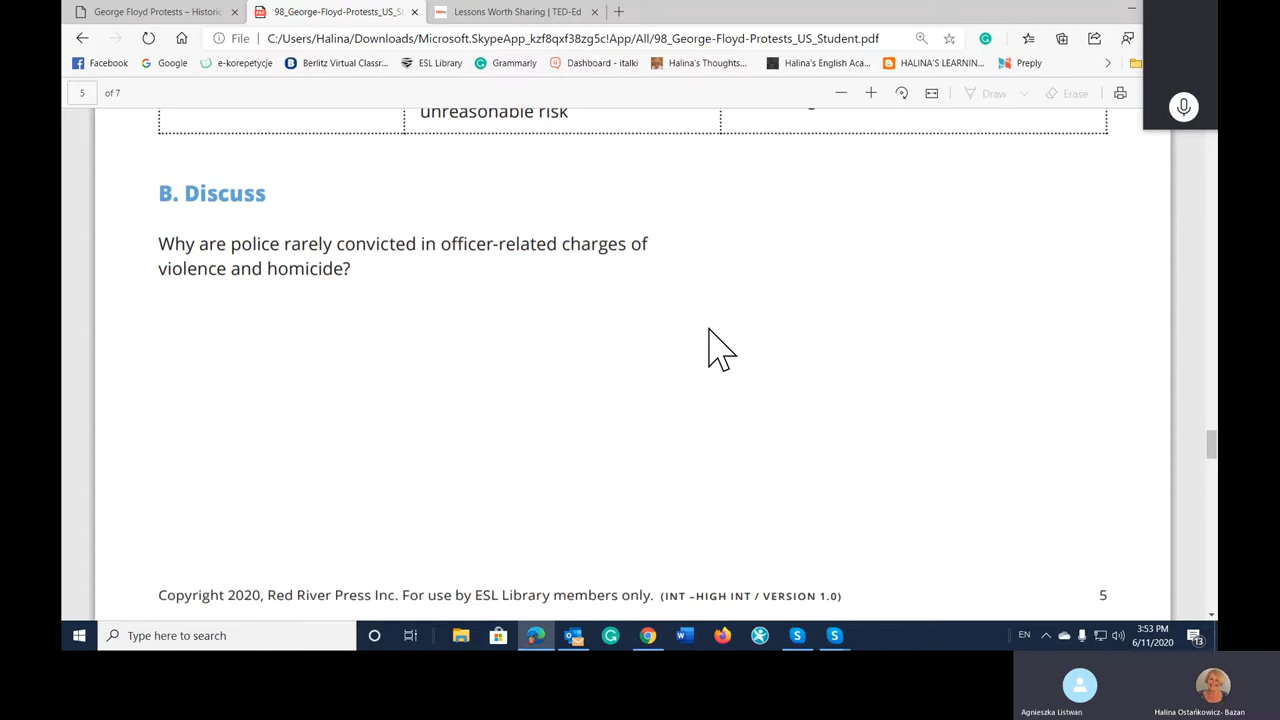 George Floyd Protests – Historic
98_George-Floyd-Protests_US_S
Lessons Worth Sharing | TED-Ed
File
C:/Users/Halina/Downloads/Microsoft.SkypeApp_kzf8qxf38zg5c!App/All/98_George-Floyd-Protests_US_Student.pdf
Facebook
Google
e-korepetycje
Berlitz Virtual Classr...
ESL Library
Grammarly
Dashboard - italki
Halina's Thoughts...
Halina's English Aca...
HALINA'S LEARNIN...
Preply
5 of 7
Draw
Erase
unreasonable risk
B. Discuss
Why are police rarely convicted in officer-related charges of
violence and homicide?
Copyright 2020, Red River Press Inc. For use by ESL Library members only. (INT –HIGH INT / VERSION 1.0)
5
Type here to search
EN
3:53 PM
6/11/2020
13
Agnieszka Listwan
Halina Ostańkowicz- Bazan